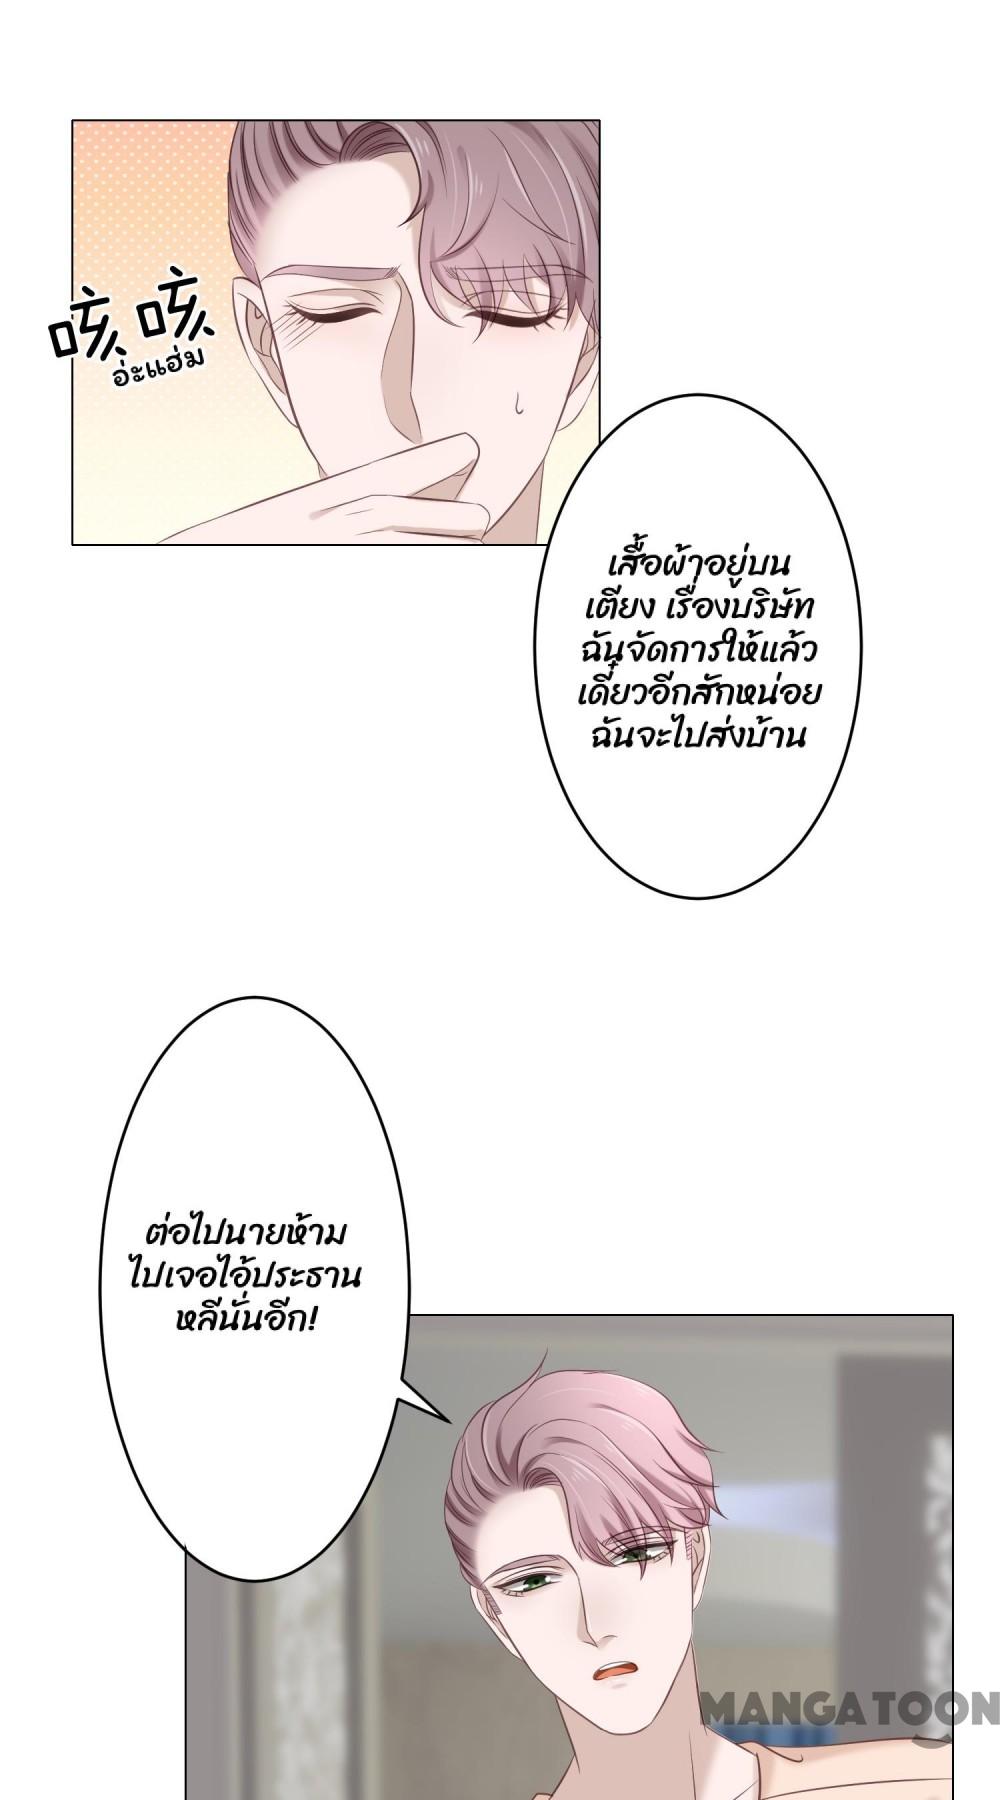 咳 咳
อ่ะแฮ่ม
เสื้อผ้าอยู่บน
เตียง เรื่องบริษัท
ฉันจัดการให้แล้ว
เดี๋ยวอีกสักหน่อย
ฉันจะไปส่งบ้าน
ต่อไปนายห้าม
ไปเจอไอ้ประธาน
หลีนั่นอีก!
MANGATOON